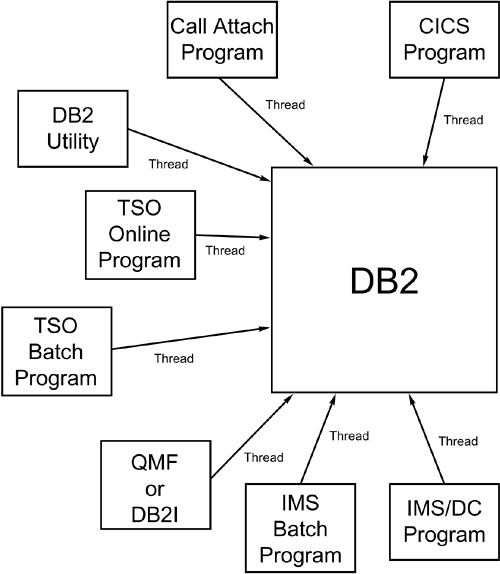 Call Attach
Program
CICS
Program
Thread
Thread
DB2
Utility
Thread
TSO
Online
Program
Thread
DB2
TSO
Batch
Program
Thread
QMF
or
DB2I
Thread
Thread
Thread
IMS
Batch
Program
IMS/DC
Program